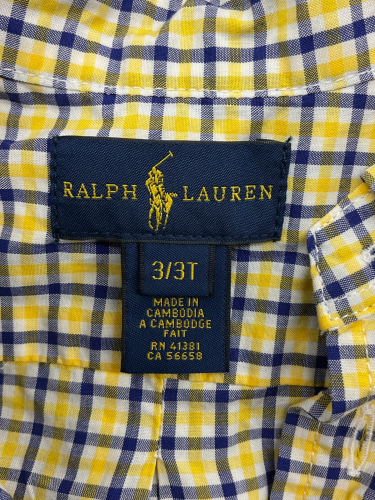 RALPH LAUREN
3/3T
MADE IN
CAMBODIA
A CAMBODGE
FAIT
RN 41381
CA 56658